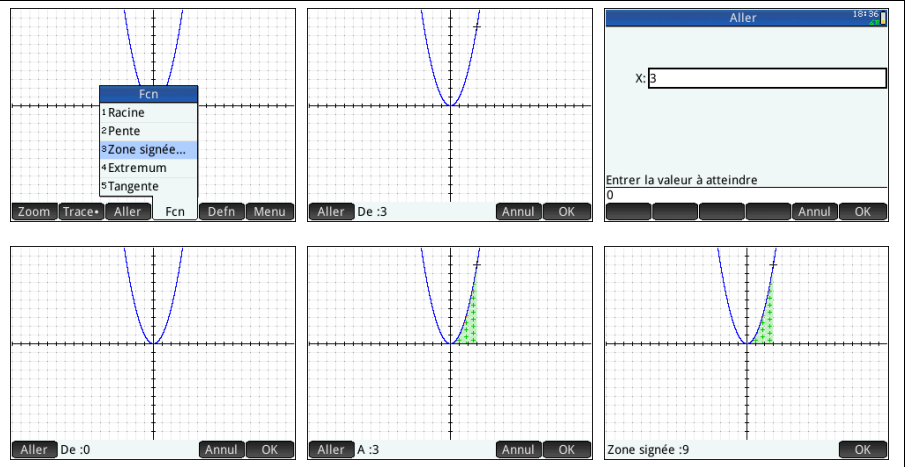 Fcn
1 Racine
2 Pente
3 Zone signée...
4 Extremum
5 Tangente
Zoom Trace• Aller Fcn Defn Menu
Aller De :3 Annul OK
Aller 18:36
X: 3
Entrer la valeur à atteindre
0
Annul OK
Aller De :0 Annul OK
Aller A :3 Annul OK
Zone signée :9 OK